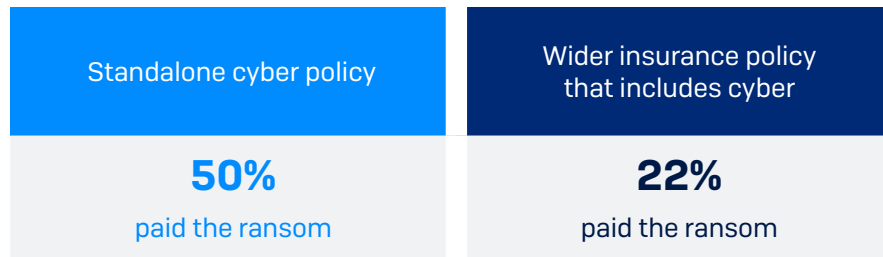 Standalone cyber policy
50%
paid the ransom
Wider insurance policy
that includes cyber
22%
paid the ransom